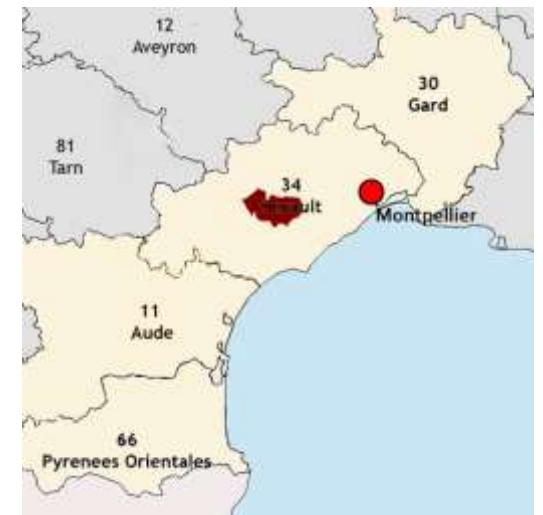 12
Aveyron
30
Gard
81
Tarn
34
Montpellier
11
Aude
66
Pyrenees Orientales